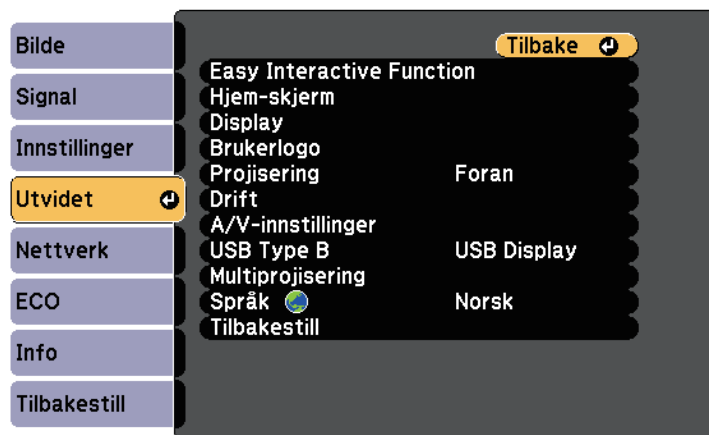 Bilde
Signal
Innstillinger
Utvidet
Nettverk
ECO
Info
Tilbakestill
Tilbake
Easy Interactive Function
Hjem-skjerm
Display
Brukerlogo
Projisering Foran
Drift
A/V-innstillinger
USB Type B USB Display
Multiprojisering
Språk Norsk
Tilbakestill